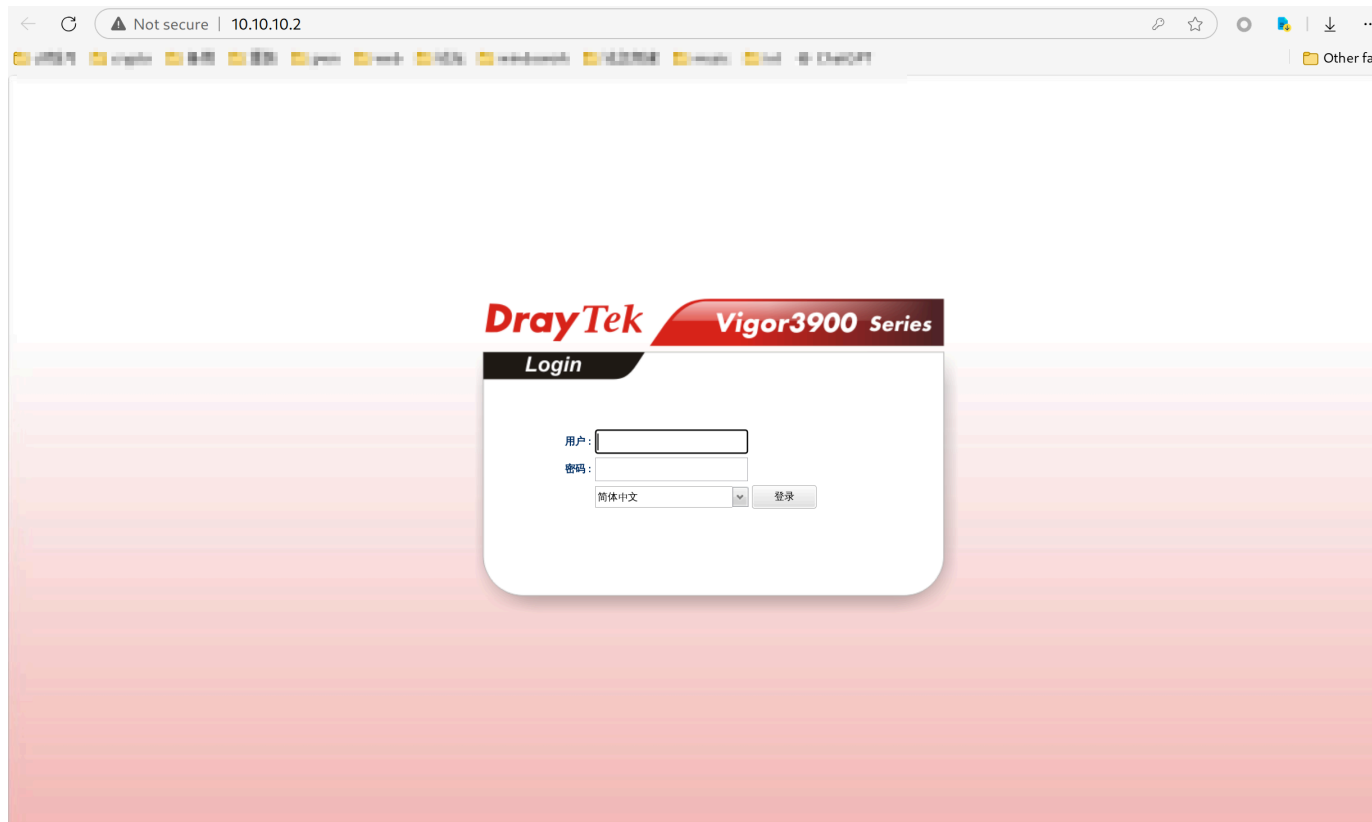 Not secure | 10.10.10.2
Other fa
DrayTek Vigor3900 Series
Login
用户 :
密码 :
简体中文 登录